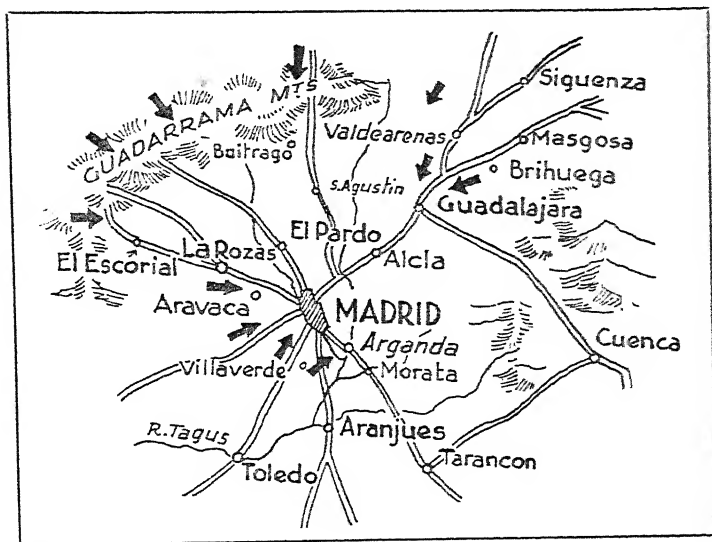 Siguenza
GUADARRAMA MTS
Valdearenas
Masgosa
Buitrago
Brihuega
S. Agustin
Guadalajara
El Pardo
La Rozas
Alcla
El Escorial
Aravaca
MADRID
Arganda
Cuenca
Villaverde
Morata
R. Tagus
Aranjues
Toledo
Tarancon